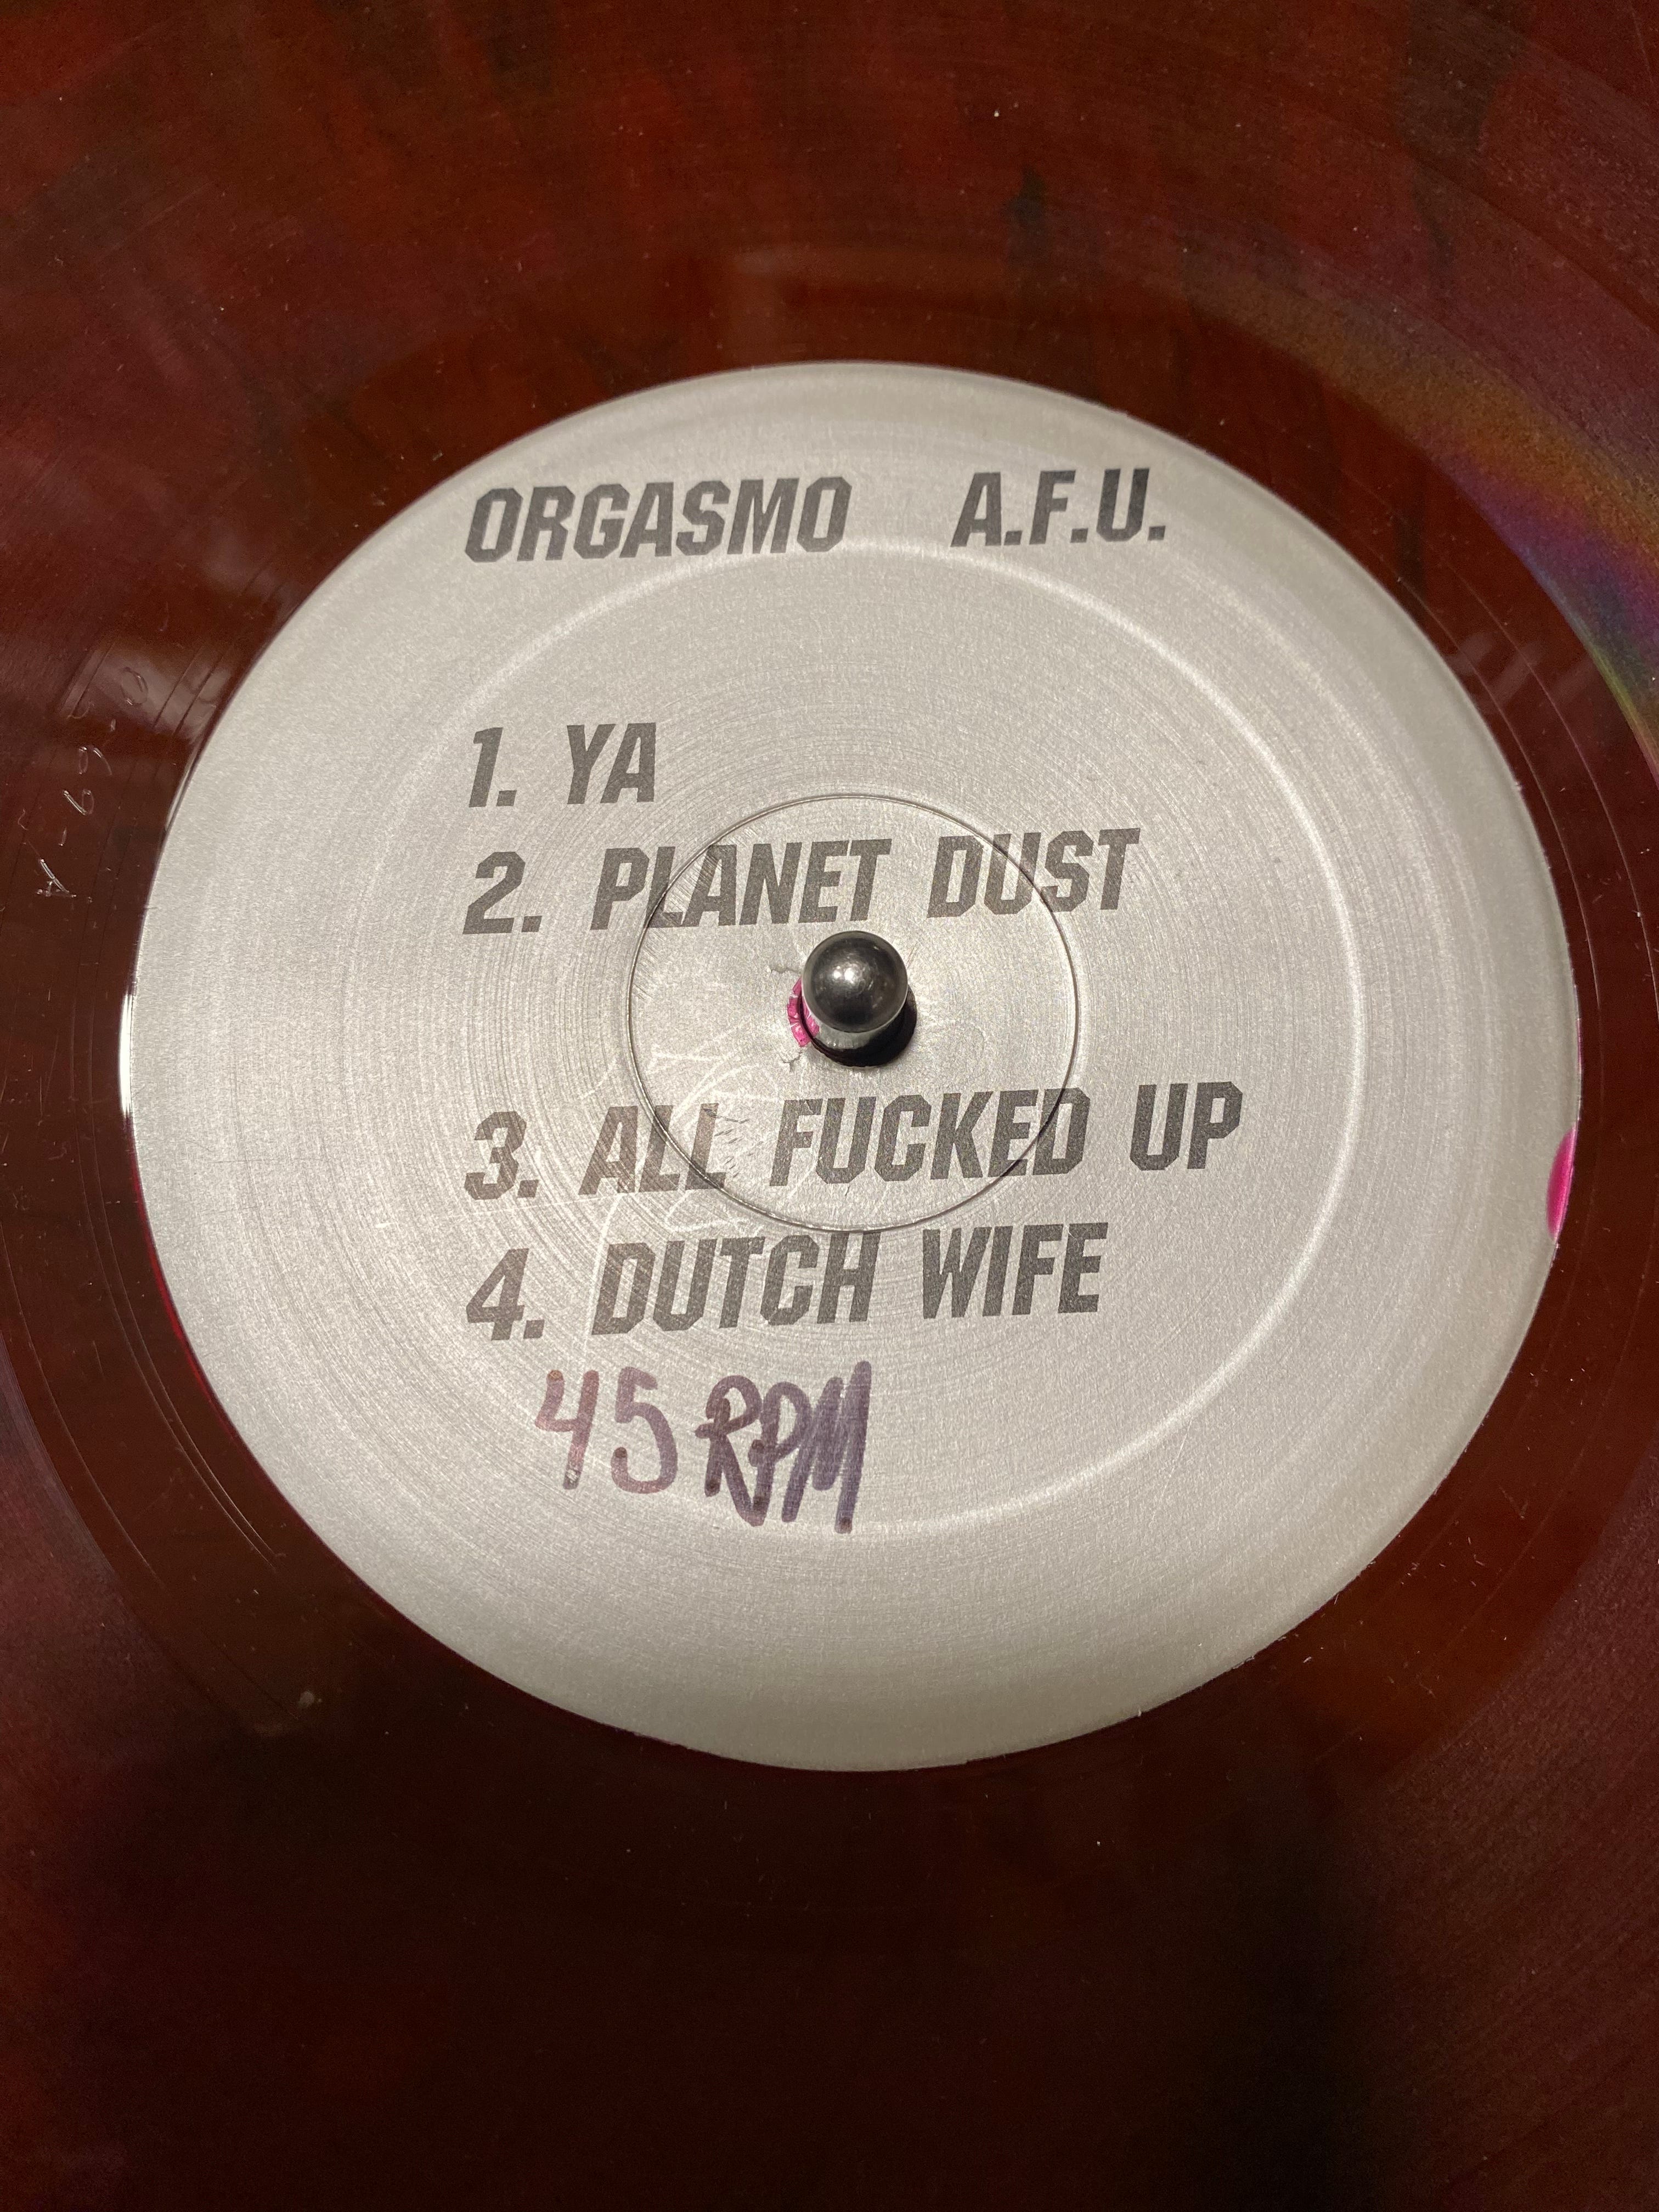 ORGASMO A.F.U.
1. YA
2. PLANET DUST
3. ALL FUCKED UP
4. DUTCH WIFE
45 RPM